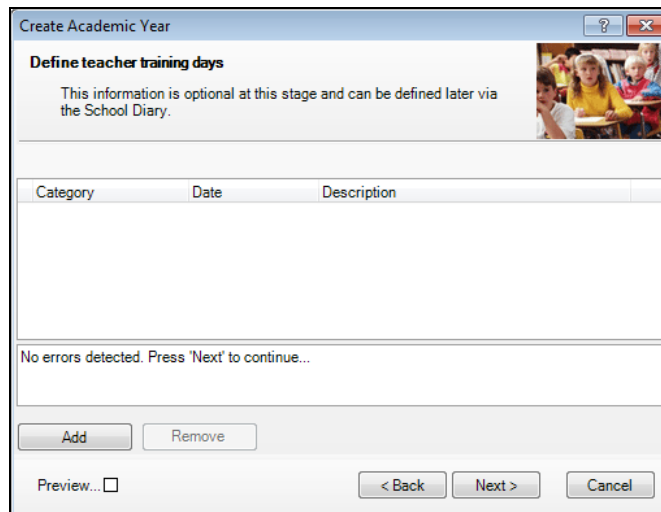 Create Academic Year
?
Define teacher training days
This information is optional at this stage and can be defined later via
the School Diary.
Category Date Description
No errors detected. Press 'Next' to continue...
Add Remove
Preview... < Back Next > Cancel